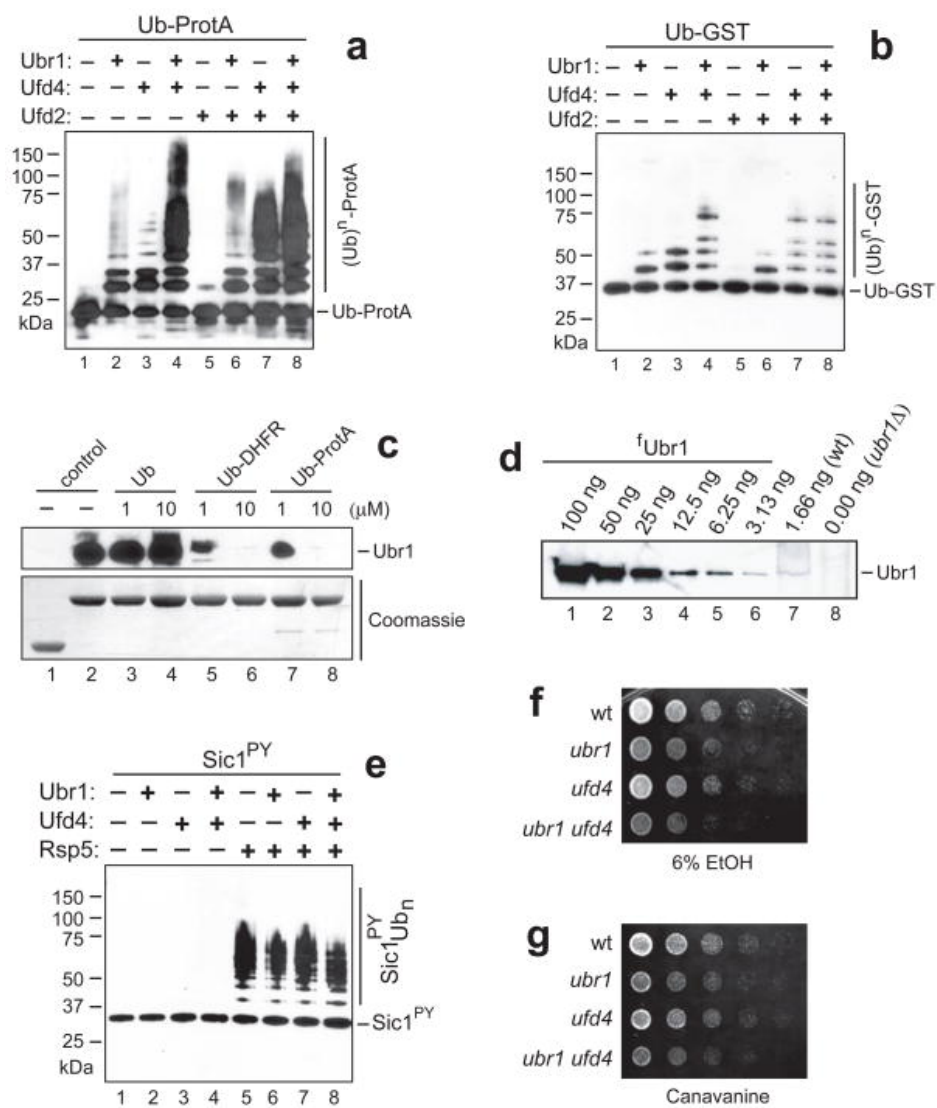 Ub-ProtA
a
Ubr1: – + – + – + – +
Ufd4: – – + + – – + +
Ufd2: – – – – + + + +
150
100
75
50
37
25
kDa
(Ub)ⁿ-ProtA
Ub-ProtA
1 2 3 4 5 6 7 8
Ub-GST
b
Ubr1: – + – + – + – +
Ufd4: – – + + – – + +
Ufd2: – – – – + + + +
150
100
75
50
37
25
kDa
(Ub)ⁿ-GST
Ub-GST
1 2 3 4 5 6 7 8
c
control Ub Ub-DHFR Ub-ProtA
– – 1 10 1 10 1 10 (μM)
Ubr1
Coomassie
1 2 3 4 5 6 7 8
d
ᶠUbr1
100 ng 50 ng 25 ng 12.5 ng 6.25 ng 3.13 ng 1.66 ng (wt) 0.00 ng (ubr1Δ)
Ubr1
1 2 3 4 5 6 7 8
Sic1ᴾʸ
e
Ubr1: – + – + – + – +
Ufd4: – – + + – – + +
Rsp5: – – – – + + + +
150
100
75
50
37
25
kDa
Sic1ᴾʸUbₙ
Sic1ᴾʸ
1 2 3 4 5 6 7 8
f
wt
ubr1
ufd4
ubr1 ufd4
6% EtOH
g
wt
ubr1
ufd4
ubr1 ufd4
Canavanine